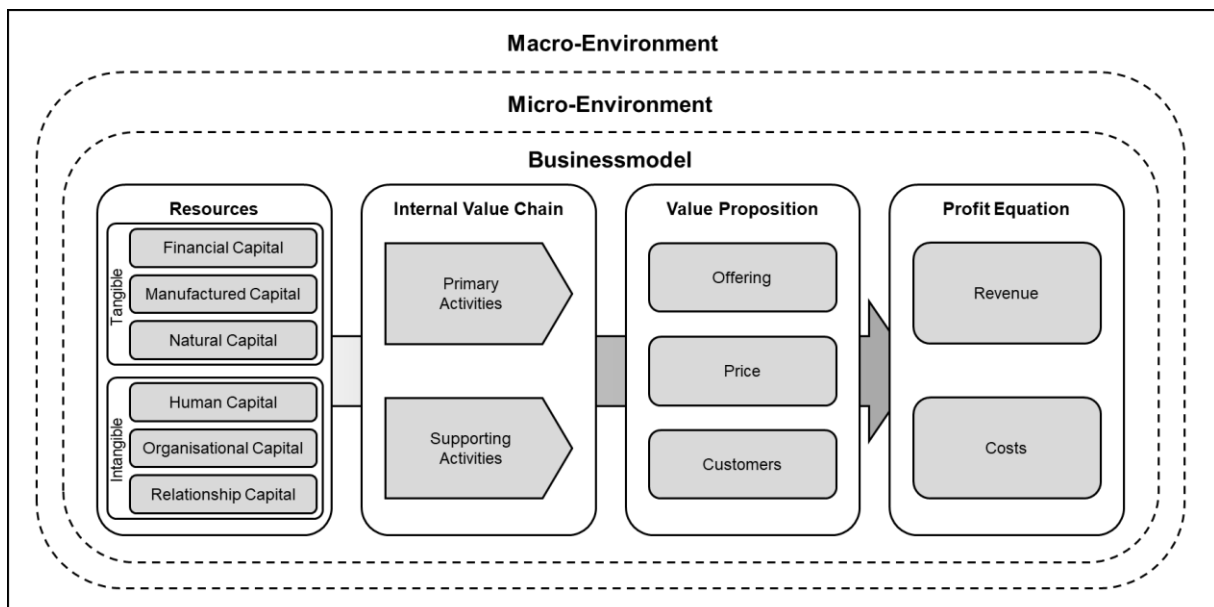 Macro-Environment
Micro-Environment
Businessmodel
Resources
Tangible
Financial Capital
Manufactured Capital
Natural Capital
Intangible
Human Capital
Organisational Capital
Relationship Capital
Internal Value Chain
Primary
Activities
Supporting
Activities
Value Proposition
Offering
Price
Customers
Profit Equation
Revenue
Costs